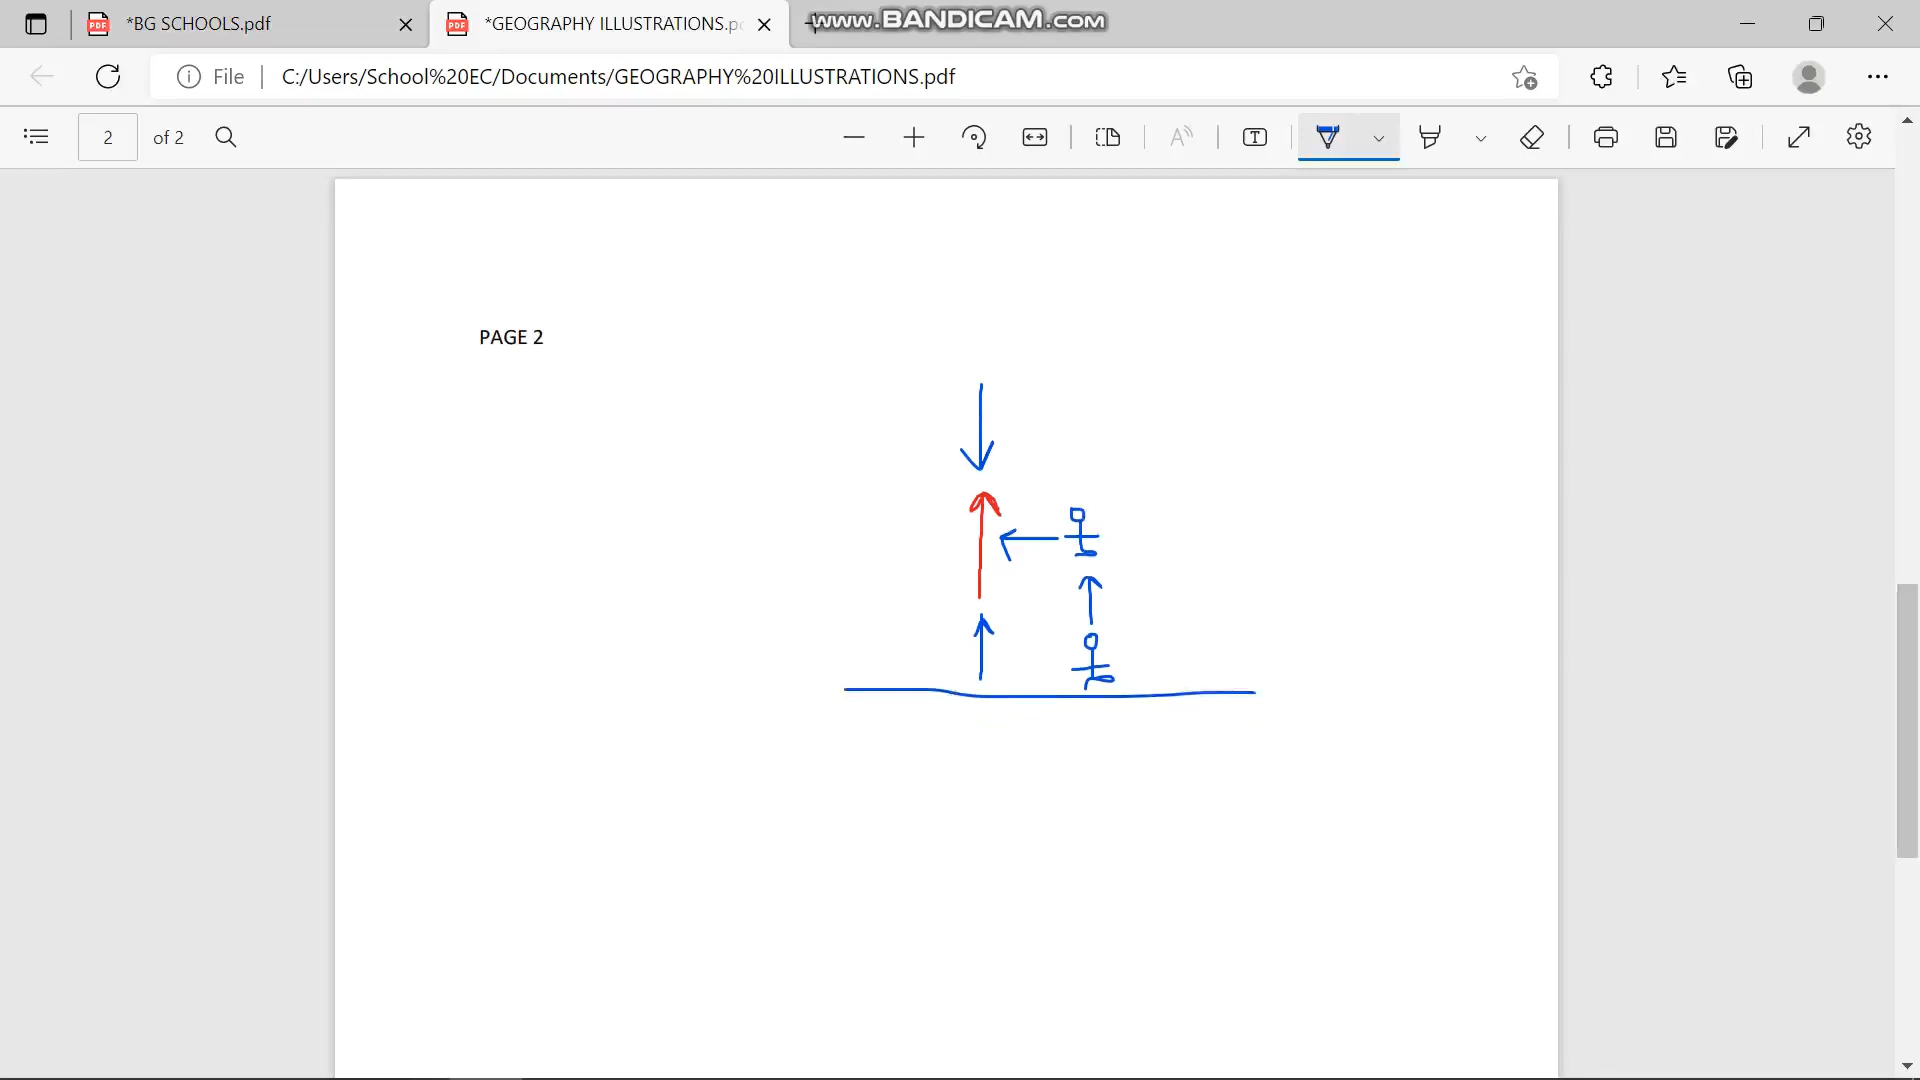 *BG SCHOOLS.pdf
*GEOGRAPHY ILLUSTRATIONS.p
www.BANDICAM.com
File
C:/Users/School%20EC/Documents/GEOGRAPHY%20ILLUSTRATIONS.pdf
2 of 2
PAGE 2